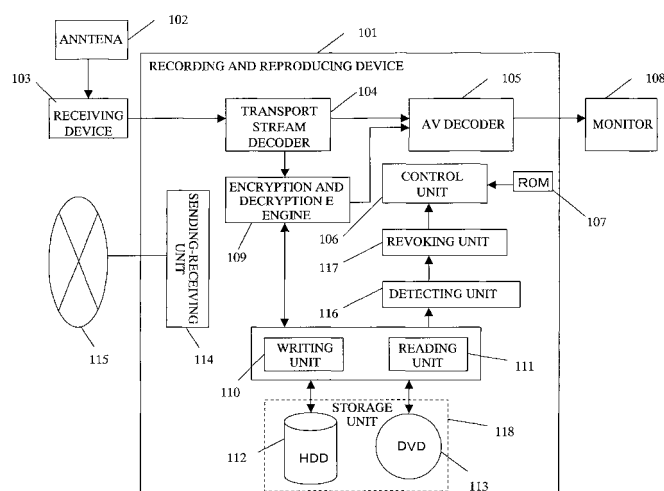 102
101
ANNTENA
103
RECORDING AND REPRODUCING DEVICE
104
105
108
RECEIVING
DEVICE
TRANSPORT
STREAM
DECODER
AV DECODER
MONITOR
ENCRYPTION AND
DECRYPTION E
ENGINE
109
CONTROL
UNIT
106
ROM
107
SENDING-RECEIVING
UNIT
REVOKING UNIT
117
DETECTING UNIT
116
115
114
WRITING
UNIT
110
READING
UNIT
111
STORAGE
UNIT
118
112
HDD
DVD
113